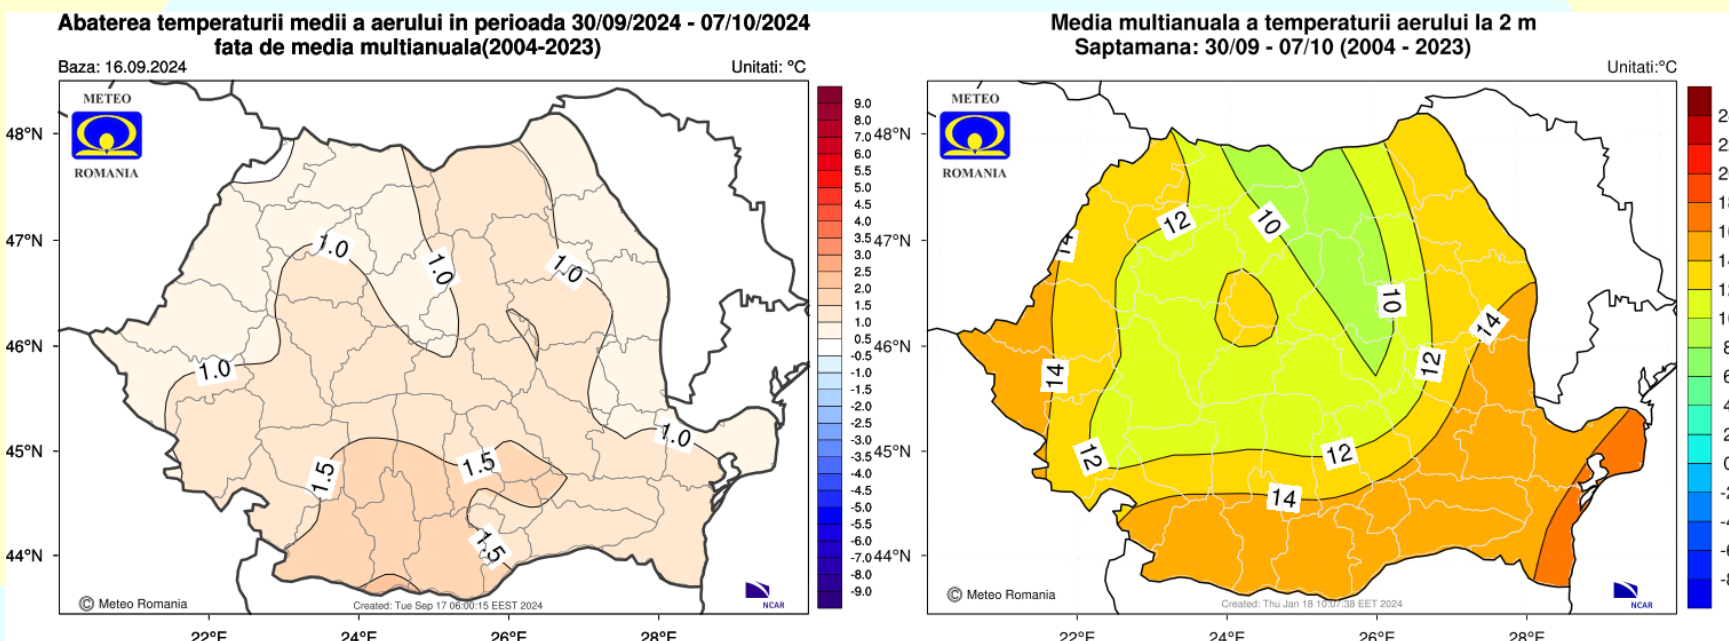 Abaterea temperaturii medii a aerului in perioada 30/09/2024 - 07/10/2024
fata de media multianuala(2004-2023)
Baza: 16.09.2024
Unitati: °C
METEO
ROMANIA
48°N
47°N
46°N
45°N
44°N
1.0
1.0
1.0
1.0
1.0
1.5
1.5
1.5
9.0
8.0
7.0
6.0
5.5
5.0
4.5
4.0
3.5
3.0
2.5
2.0
1.5
1.0
0.5
-0.5
-1.0
-1.5
-2.0
-2.5
-3.0
-3.5
-4.0
-4.5
-5.0
-5.5
-6.0
-7.0
-8.0
-9.0
© Meteo Romania
Created: Tue Sep 17 06:00:15 EEST 2024
NCAR
22°E
24°E
26°E
28°E
Media multianuala a temperaturii aerului la 2 m
Saptamana: 30/09 - 07/10 (2004 - 2023)
Unitati:°C
METEO
ROMANIA
48°N
47°N
46°N
45°N
44°N
12
10
14
10
14
14
12
12
12
14
8
6
4
2
0
-2
© Meteo Romania
Created: Thu Jan 18 10:07:38 EET 2024
NCAR
22°E
24°E
26°E
28°E